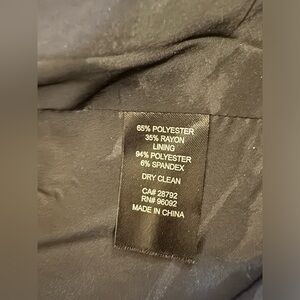 65% POLYESTER
35% RAYON
LINING
94% POLYESTER
6% SPANDEX
DRY CLEAN
CA# 28792
RN# 96092
MADE IN CHINA